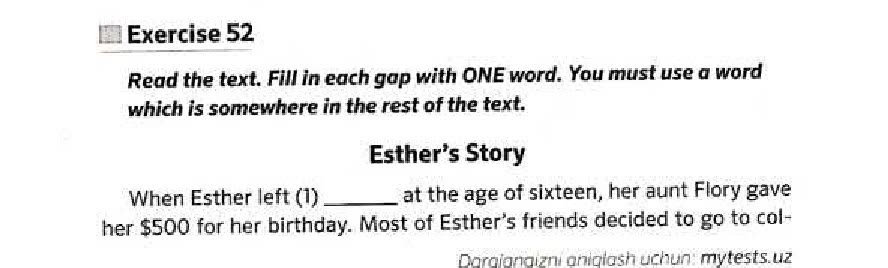 Exercise 52
Read the text. Fill in each gap with ONE word. You must use a word
which is somewhere in the rest of the text.
Esther's Story
When Esther left (1) _______ at the age of sixteen, her aunt Flory gave
her $500 for her birthday. Most of Esther's friends decided to go to col-
Darajangizni aniqlash uchun: mytests.uz